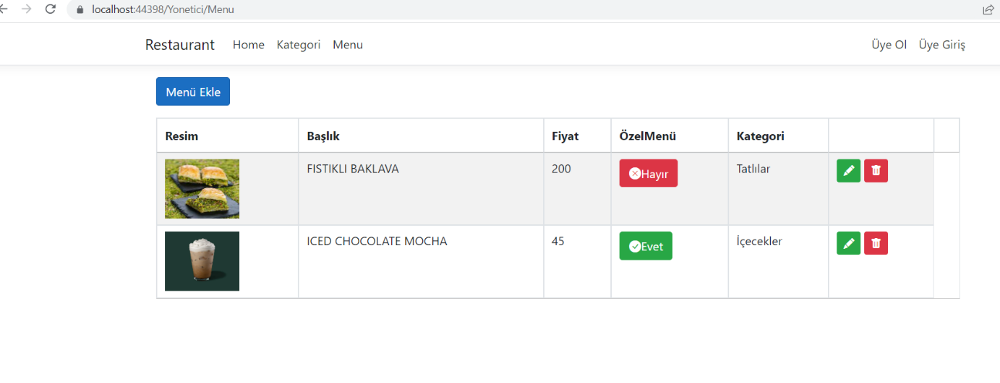 localhost:44398/Yonetici/Menu
Restaurant Home Kategori Menu Üye Ol Üye Giriş
Menü Ekle
Resim Başlık Fiyat ÖzelMenü Kategori
FISTIKLI BAKLAVA 200 Hayır Tatlılar
ICED CHOCOLATE MOCHA 45 Evet İçecekler